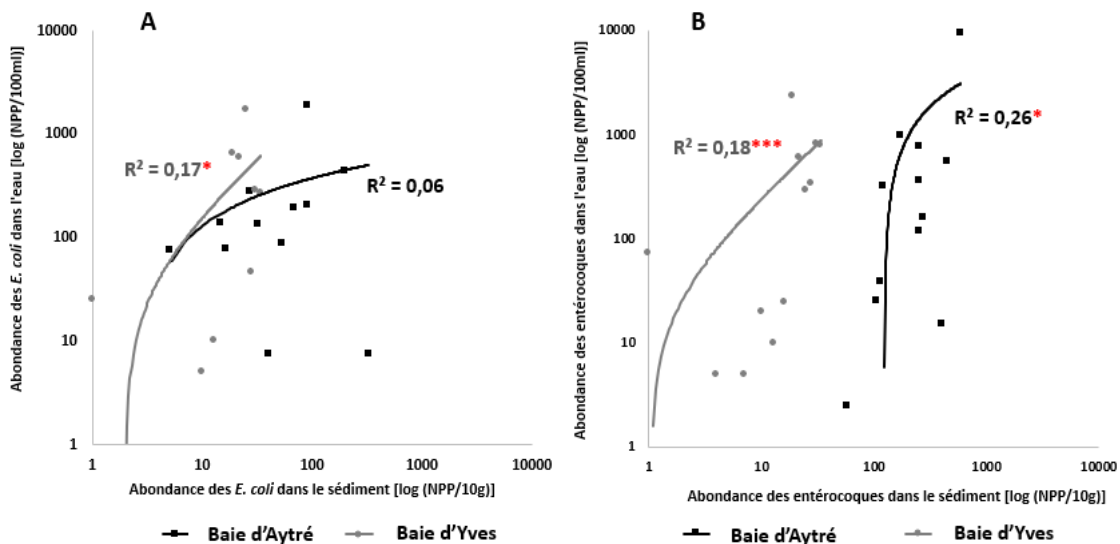 A
Abondance des E. coli dans l'eau [log (NPP/100ml)]
10000
1000
100
10
1
R² = 0,17*
R² = 0,06
1
10
100
1000
10000
Abondance des E. coli dans le sédiment [log (NPP/10g)]
Baie d'Aytré
Baie d'Yves
B
Abondance des entérocoques dans l'eau [log (NPP/100ml)]
10000
1000
100
10
1
R² = 0,18***
R² = 0,26*
1
10
100
1000
10000
Abondance des entérocoques dans le sédiment [log (NPP/10g)]
Baie d'Aytré
Baie d'Yves